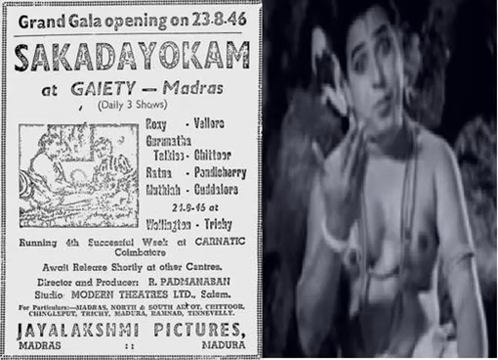 Grand Gala opening on 23.8.46
SAKADAYOKAM
at GAIETY — Madras
(Daily 3 Shows)
Roxy - Vellore
Gurunatha
Talkies - Chittoor
Ratna - Pondicherry
Muthiah - Cuddalore
at
Wellington - Trichy
Running 4th Successful Week at CARNATIC
Coimbatore
Await Release Shortly at other Centres.
Director and Producer: R. PADMANABAN
Studio: MODERN THEATRES LTD., Salem.
For Particulars:—MADRAS, NORTH & SOUTH ARCOT, CHITTOOR,
CHINGLEPUT, TRICHY, MADURA, RAMNAD, TINNEVELLY.
JAYALAKSHMI PICTURES,
MADRAS :: MADURA